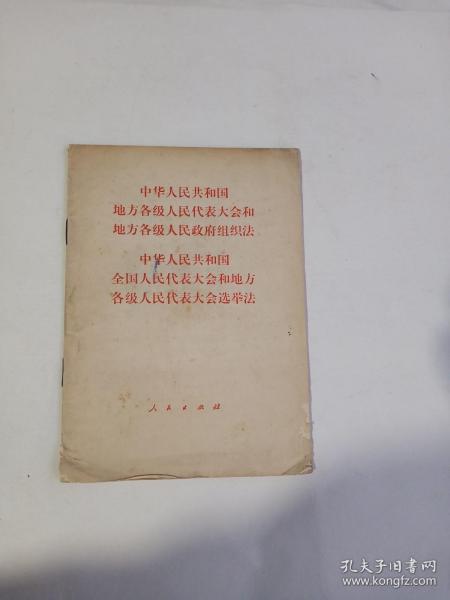 中华人民共和国
地方各级人民代表大会和
地方各级人民政府组织法
中华人民共和国
全国人民代表大会和地方
各级人民代表大会选举法
人民出版社
孔夫子旧书网
www.kongfz.com